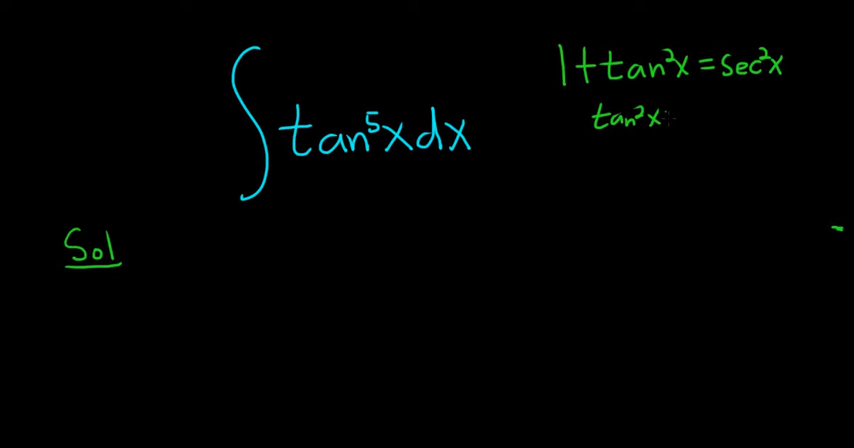 ∫ tan⁵x dx
1 + tan²x = sec²x
tan²x
Sol